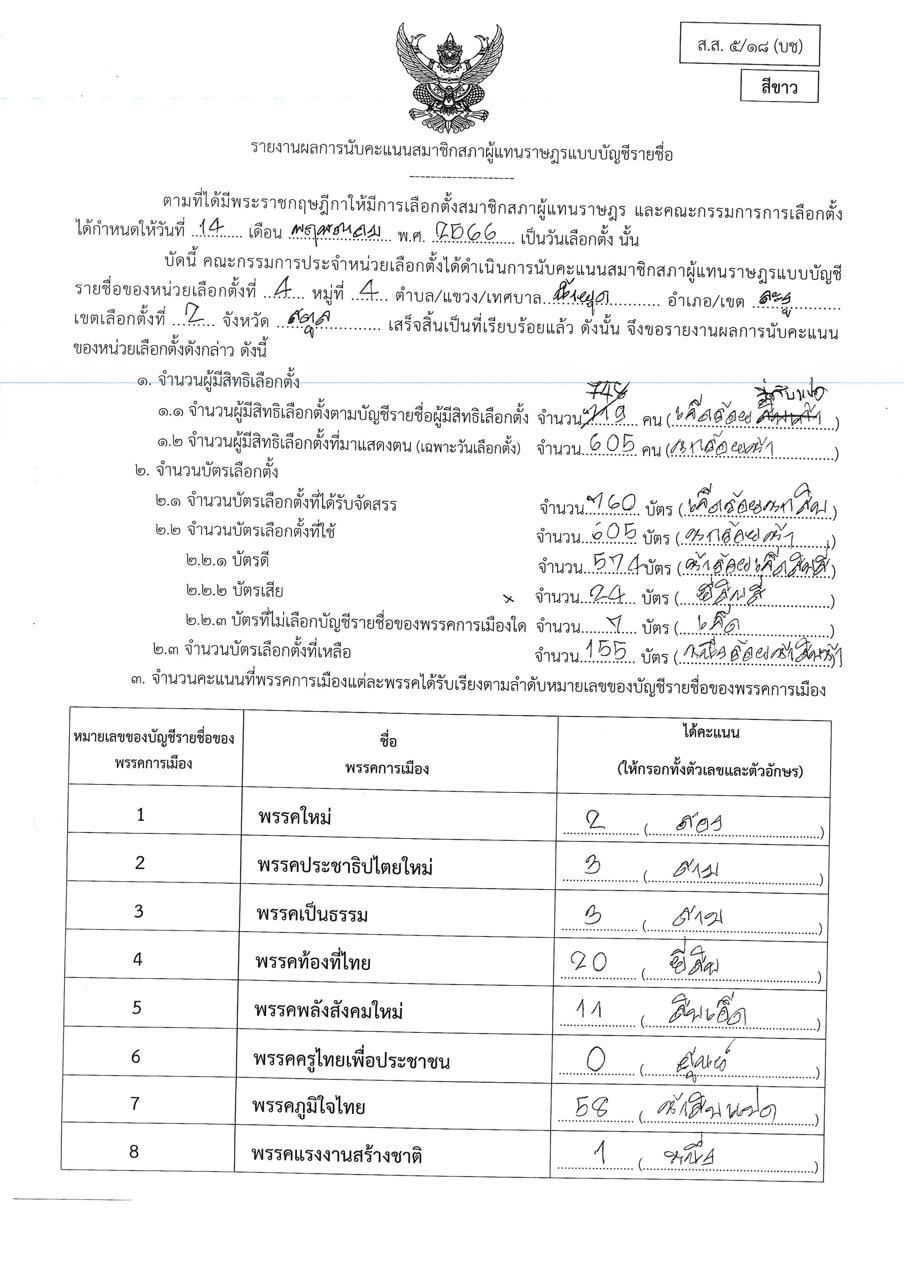 ส.ส. ๕/๑๘ (บช)
สีขาว
รายงานผลการนับคะแนนสมาชิกสภาผู้แทนราษฎรแบบบัญชีรายชื่อ
--------------------
ตามที่ได้มีพระราชกฤษฎีกาให้มีการเลือกตั้งสมาชิกสภาผู้แทนราษฎร และคณะกรรมการการเลือกตั้ง
ได้กำหนดให้วันที่ 14 เดือน พฤษภาคม พ.ศ. 2566 เป็นวันเลือกตั้ง นั้น
บัดนี้ คณะกรรมการประจำหน่วยเลือกตั้งได้ดำเนินการนับคะแนนสมาชิกสภาผู้แทนราษฎรแบบบัญชี
รายชื่อของหน่วยเลือกตั้งที่ 4 หมู่ที่ 4 ตำบล/แขวง/เทศบาล น้ำผุด อำเภอ/เขต ละงู
เขตเลือกตั้งที่ 2 จังหวัด สตูล เสร็จสิ้นเป็นที่เรียบร้อยแล้ว ดังนั้น จึงขอรายงานผลการนับคะแนน
ของหน่วยเลือกตั้งดังกล่าว ดังนี้
๑. จำนวนผู้มีสิทธิเลือกตั้ง
748 สี่สิบแปด
๑.๑ จำนวนผู้มีสิทธิเลือกตั้งตามบัญชีรายชื่อผู้มีสิทธิเลือกตั้ง จำนวน คน (เจ็ดร้อย)
๑.๒ จำนวนผู้มีสิทธิเลือกตั้งที่มาแสดงตน (เฉพาะวันเลือกตั้ง) จำนวน 605 คน (หกร้อยห้า)
๒. จำนวนบัตรเลือกตั้ง
๒.๑ จำนวนบัตรเลือกตั้งที่ได้รับจัดสรร จำนวน 760 บัตร (เจ็ดร้อยหกสิบ)
๒.๒ จำนวนบัตรเลือกตั้งที่ใช้ จำนวน 605 บัตร (หกร้อยห้า)
๒.๒.๑ บัตรดี จำนวน 574 บัตร (ห้าร้อยเจ็ดสิบสี่)
๒.๒.๒ บัตรเสีย × จำนวน 24 บัตร (ยี่สิบสี่)
๒.๒.๓ บัตรที่ไม่เลือกบัญชีรายชื่อของพรรคการเมืองใด จำนวน 7 บัตร (เจ็ด)
๒.๓ จำนวนบัตรเลือกตั้งที่เหลือ จำนวน 155 บัตร (หนึ่งร้อยห้าสิบห้า)
๓. จำนวนคะแนนที่พรรคการเมืองแต่ละพรรคได้รับเรียงตามลำดับหมายเลขของบัญชีรายชื่อของพรรคการเมือง
หมายเลขของบัญชีรายชื่อของ ชื่อ ได้คะแนน
พรรคการเมือง พรรคการเมือง (ให้กรอกทั้งตัวเลขและตัวอักษร)
1 พรรคใหม่ 2 (สอง)
2 พรรคประชาธิปไตยใหม่ 3 (สาม)
3 พรรคเป็นธรรม 3 (สาม)
4 พรรคท้องที่ไทย 20 (ยี่สิบ)
5 พรรคพลังสังคมใหม่ 11 (สิบเอ็ด)
6 พรรคครูไทยเพื่อประชาชน 0 (ศูนย์)
7 พรรคภูมิใจไทย 58 (ห้าสิบแปด)
8 พรรคแรงงานสร้างชาติ 1 (หนึ่ง)